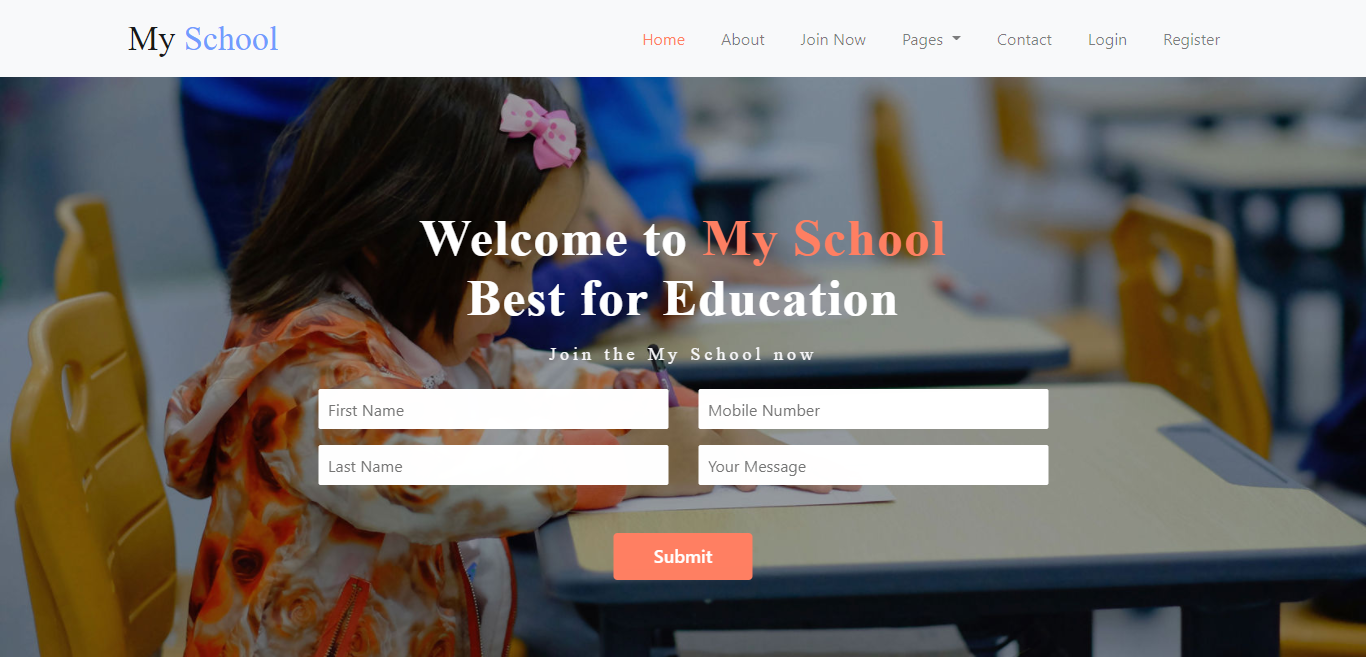 My School
Home About Join Now Pages Contact Login Register
Welcome to My School
Best for Education
Join the My School now
First Name Mobile Number
Last Name Your Message
Submit